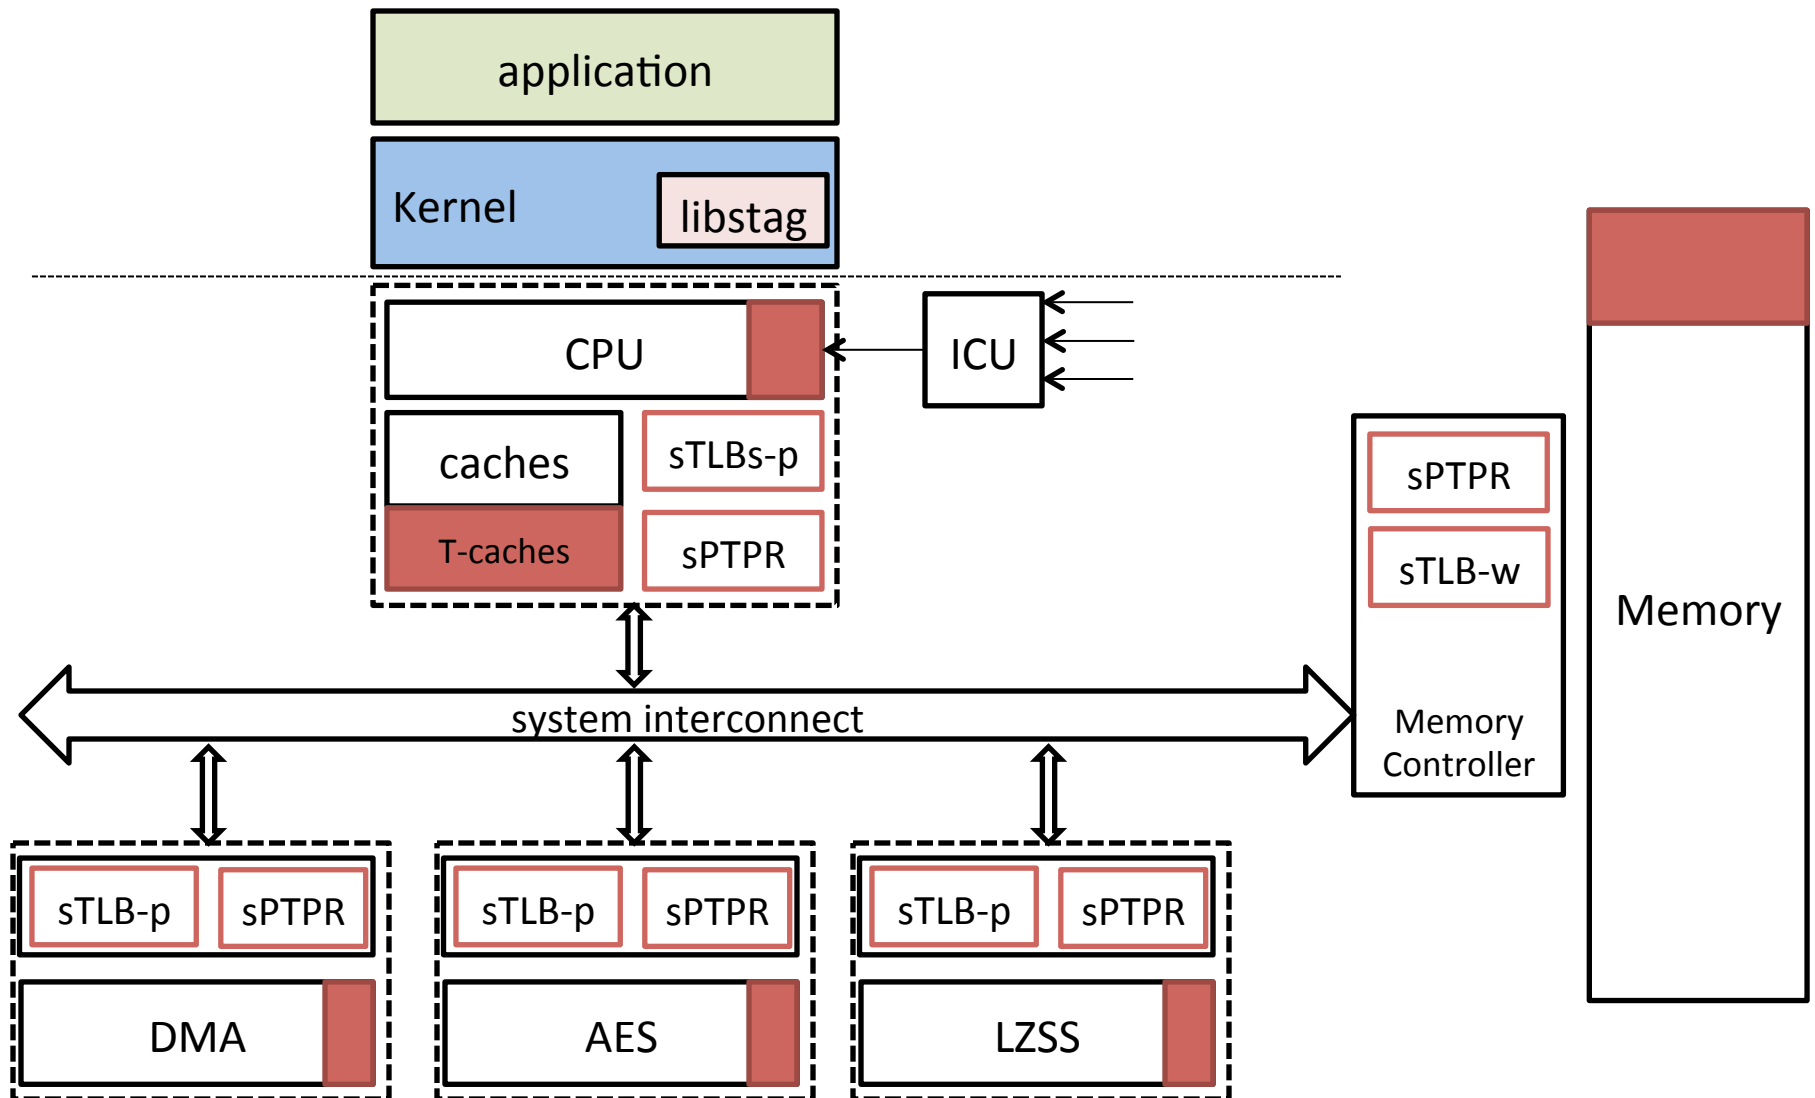 application
Kernel
libstag
CPU
ICU
caches
sTLBs-p
T-caches
sPTPR
sPTPR
sTLB-w
Memory
Controller
Memory
system interconnect
sTLB-p
sPTPR
DMA
sTLB-p
sPTPR
AES
sTLB-p
sPTPR
LZSS